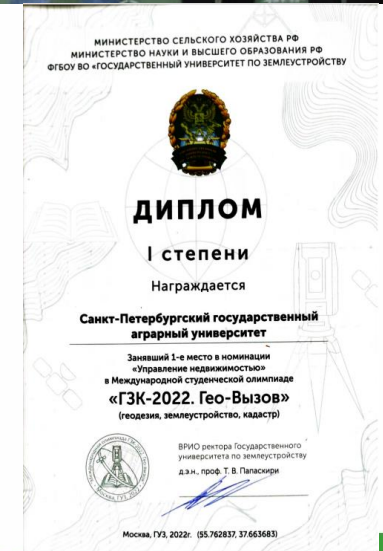 МИНИСТЕРСТВО СЕЛЬСКОГО ХОЗЯЙСТВА РФ
МИНИСТЕРСТВО НАУКИ И ВЫСШЕГО ОБРАЗОВАНИЯ РФ
ФГБОУ ВО «ГОСУДАРСТВЕННЫЙ УНИВЕРСИТЕТ ПО ЗЕМЛЕУСТРОЙСТВУ
ДИПЛОМ
I степени
Награждается
Санкт-Петербургский государственный
аграрный университет
Занявший 1-е место в номинации
«Управление недвижимостью»
в Международной студенческой олимпиаде
«ГЗК-2022. Гео-Вызов»
(геодезия, землеустройство, кадастр)
ВРИО ректора Государственного
университета по землеустройству
д.э.н., проф. Т. В. Папаскири
Москва, ГУЗ, 2022г. (55.762837, 37.663683)